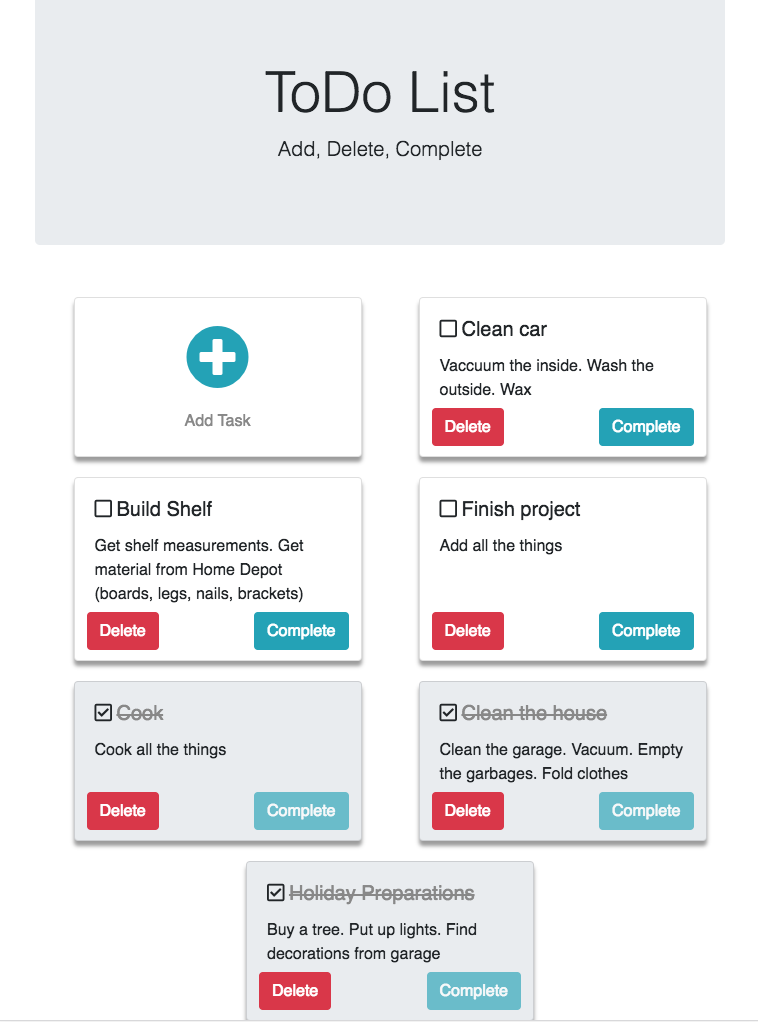 ToDo List
Add, Delete, Complete
Add Task
Clean car
Vaccuum the inside. Wash the
outside. Wax
Delete
Complete
Build Shelf
Get shelf measurements. Get
material from Home Depot
(boards, legs, nails, brackets)
Delete
Complete
Finish project
Add all the things
Delete
Complete
Cook
Cook all the things
Delete
Complete
Clean the house
Clean the garage. Vacuum. Empty
the garbages. Fold clothes
Delete
Complete
Holiday Preparations
Buy a tree. Put up lights. Find
decorations from garage
Delete
Complete